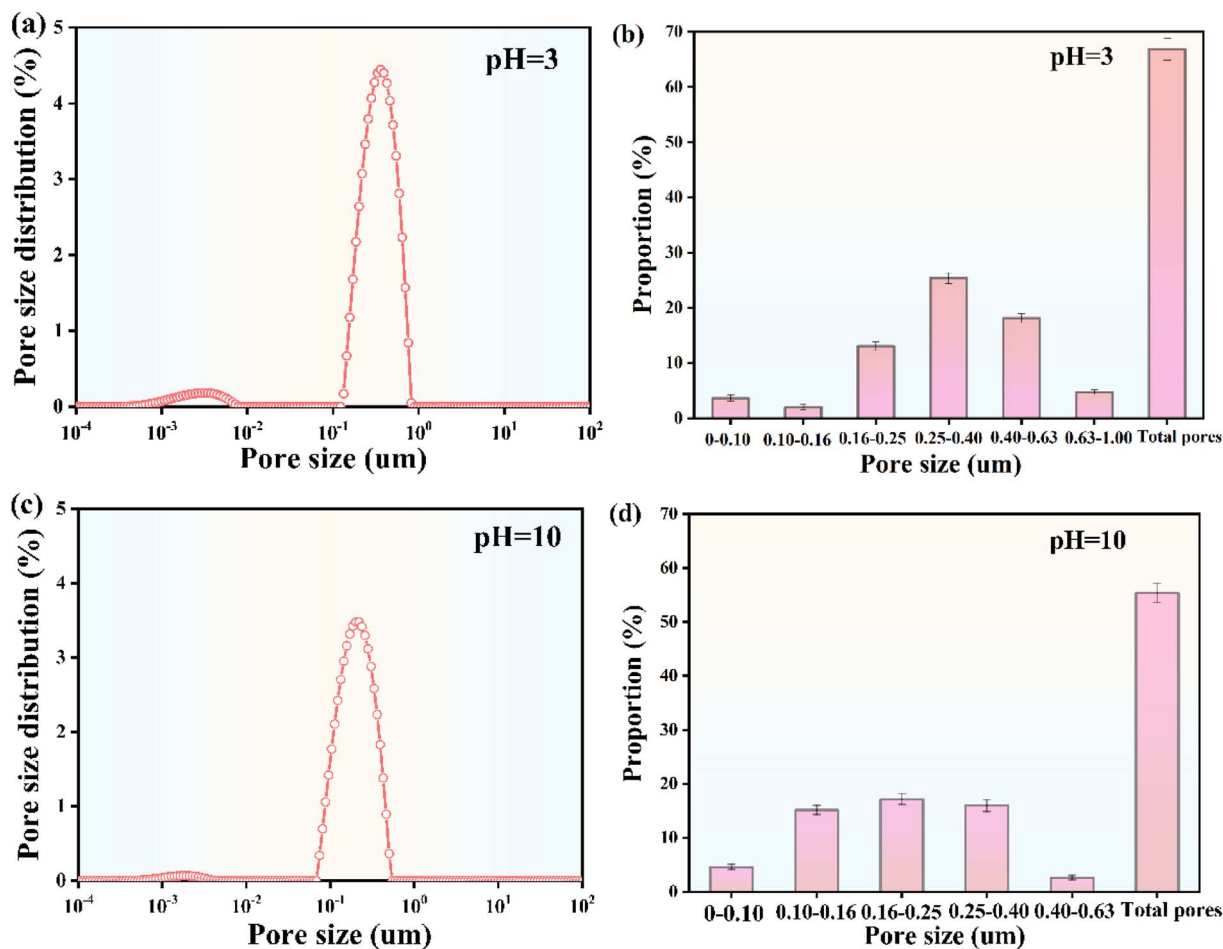 (a)
pH=3
Pore size distribution (%)
5
4
3
2
1
0
10⁻⁴ 10⁻³ 10⁻² 10⁻¹ 10⁰ 10¹ 10²
Pore size (um)
(b)
pH=3
Proportion (%)
70
60
50
40
30
20
10
0
0-0.10 0.10-0.16 0.16-0.25 0.25-0.40 0.40-0.63 0.63-1.00 Total pores
Pore size (um)
(c)
pH=10
Pore size distribution (%)
5
4
3
2
1
0
10⁻⁴ 10⁻³ 10⁻² 10⁻¹ 10⁰ 10¹ 10²
Pore size (um)
(d)
pH=10
Proportion (%)
70
60
50
40
30
20
10
0
0-0.10 0.10-0.16 0.16-0.25 0.25-0.40 0.40-0.63 Total pores
Pore size (um)